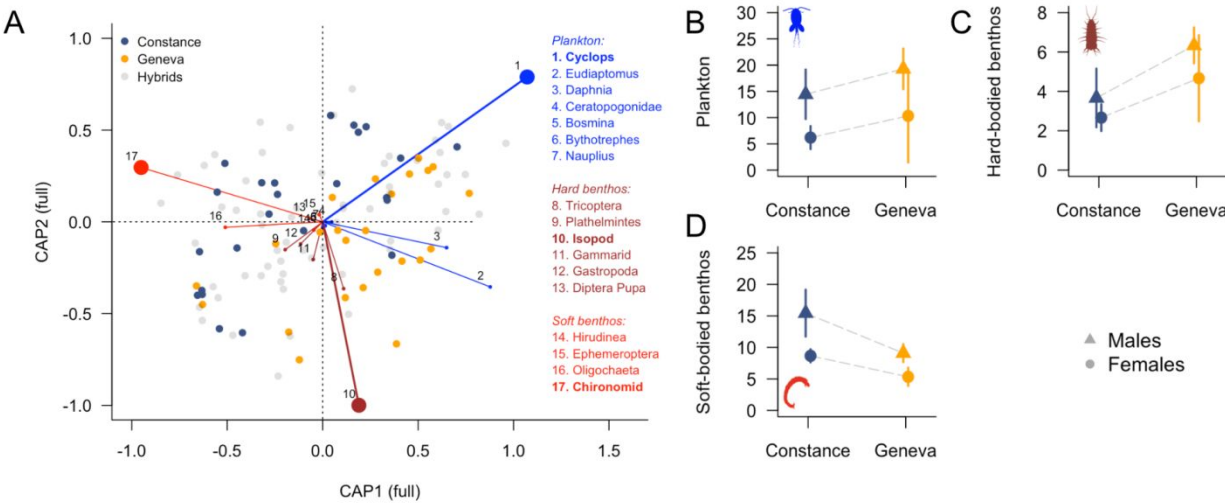 A
Constance
Geneva
Hybrids
1.0
0.5
0.0
-0.5
-1.0
CAP2 (full)
-1.0
-0.5
0.0
0.5
1.0
1.5
CAP1 (full)
1
17
16
13
15
12
9
11
8
3
2
10
Plankton:
1. Cyclops
2. Eudiaptomus
3. Daphnia
4. Ceratopogonidae
5. Bosmina
6. Bythotrephes
7. Nauplius
Hard benthos:
8. Tricoptera
9. Plathelmintes
10. Isopod
11. Gammarid
12. Gastropoda
13. Diptera Pupa
Soft benthos:
14. Hirudinea
15. Ephemeroptera
16. Oligochaeta
17. Chironomid
B
30
25
20
15
10
5
0
Plankton
Constance Geneva
C
8
6
4
2
0
Hard-bodied benthos
Constance Geneva
D
20
15
10
5
0
Soft-bodied benthos
Constance Geneva
Males
Females